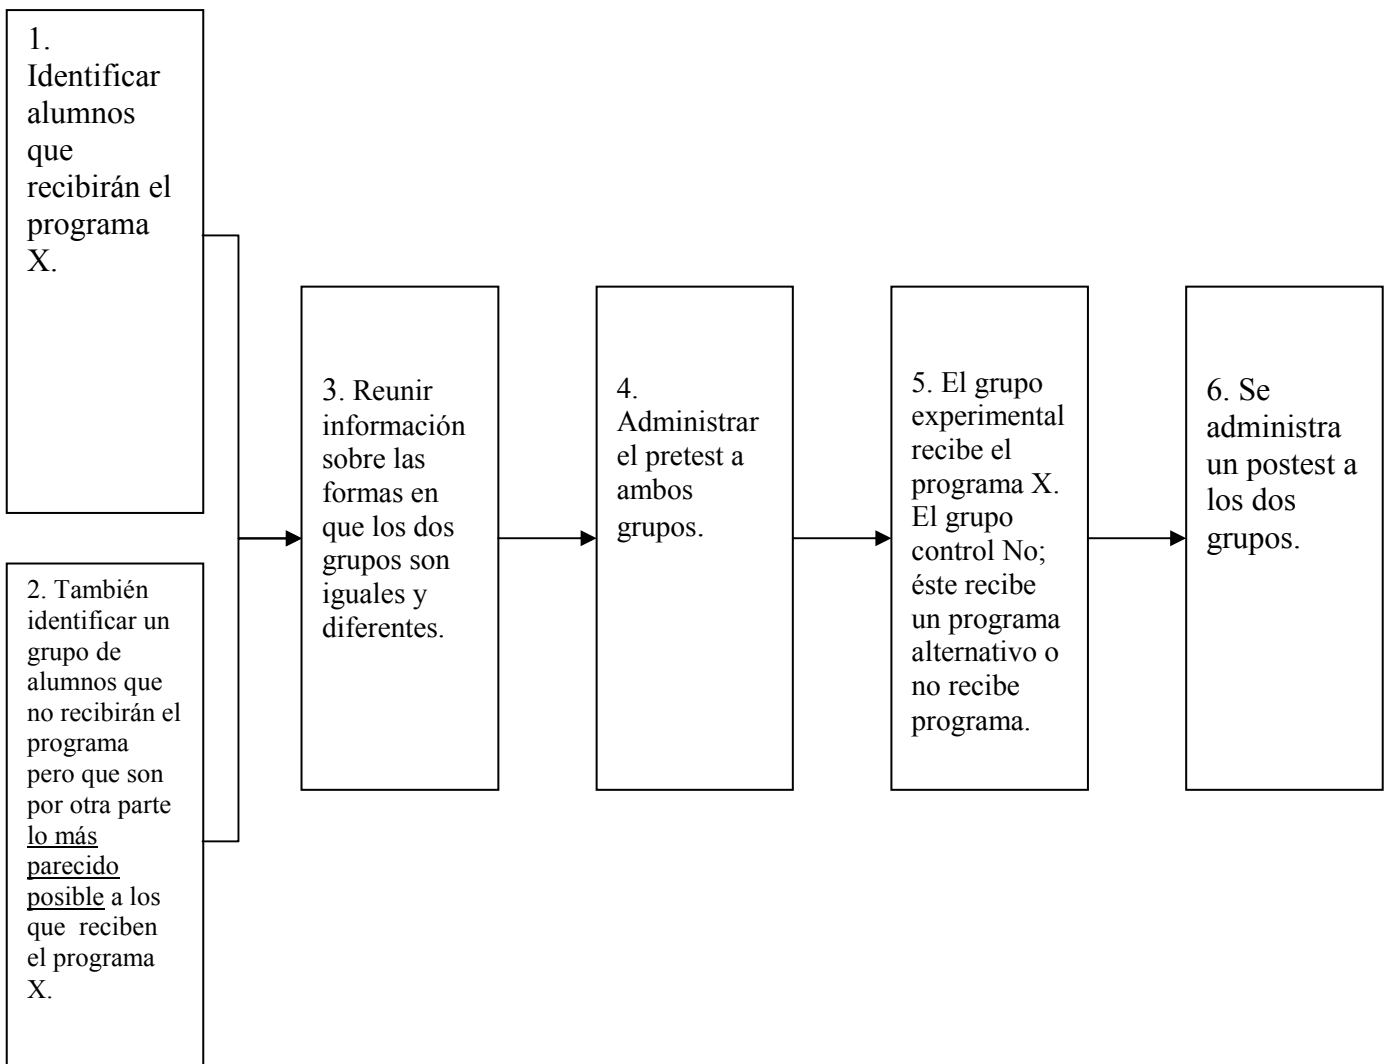 1.
Identificar
alumnos
que
recibirán el
programa
X.
2. También
identificar un
grupo de
alumnos que
no recibirán el
programa
pero que son
por otra parte
lo más
parecido
posible a los
que reciben
el programa
X.
3. Reunir
información
sobre las
formas en
que los dos
grupos son
iguales y
diferentes.
4.
Administrar
el pretest a
ambos
grupos.
5. El grupo
experimental
recibe el
programa X.
El grupo
control No;
éste recibe
un programa
alternativo o
no recibe
programa.
6. Se
administra
un postest a
los dos
grupos.